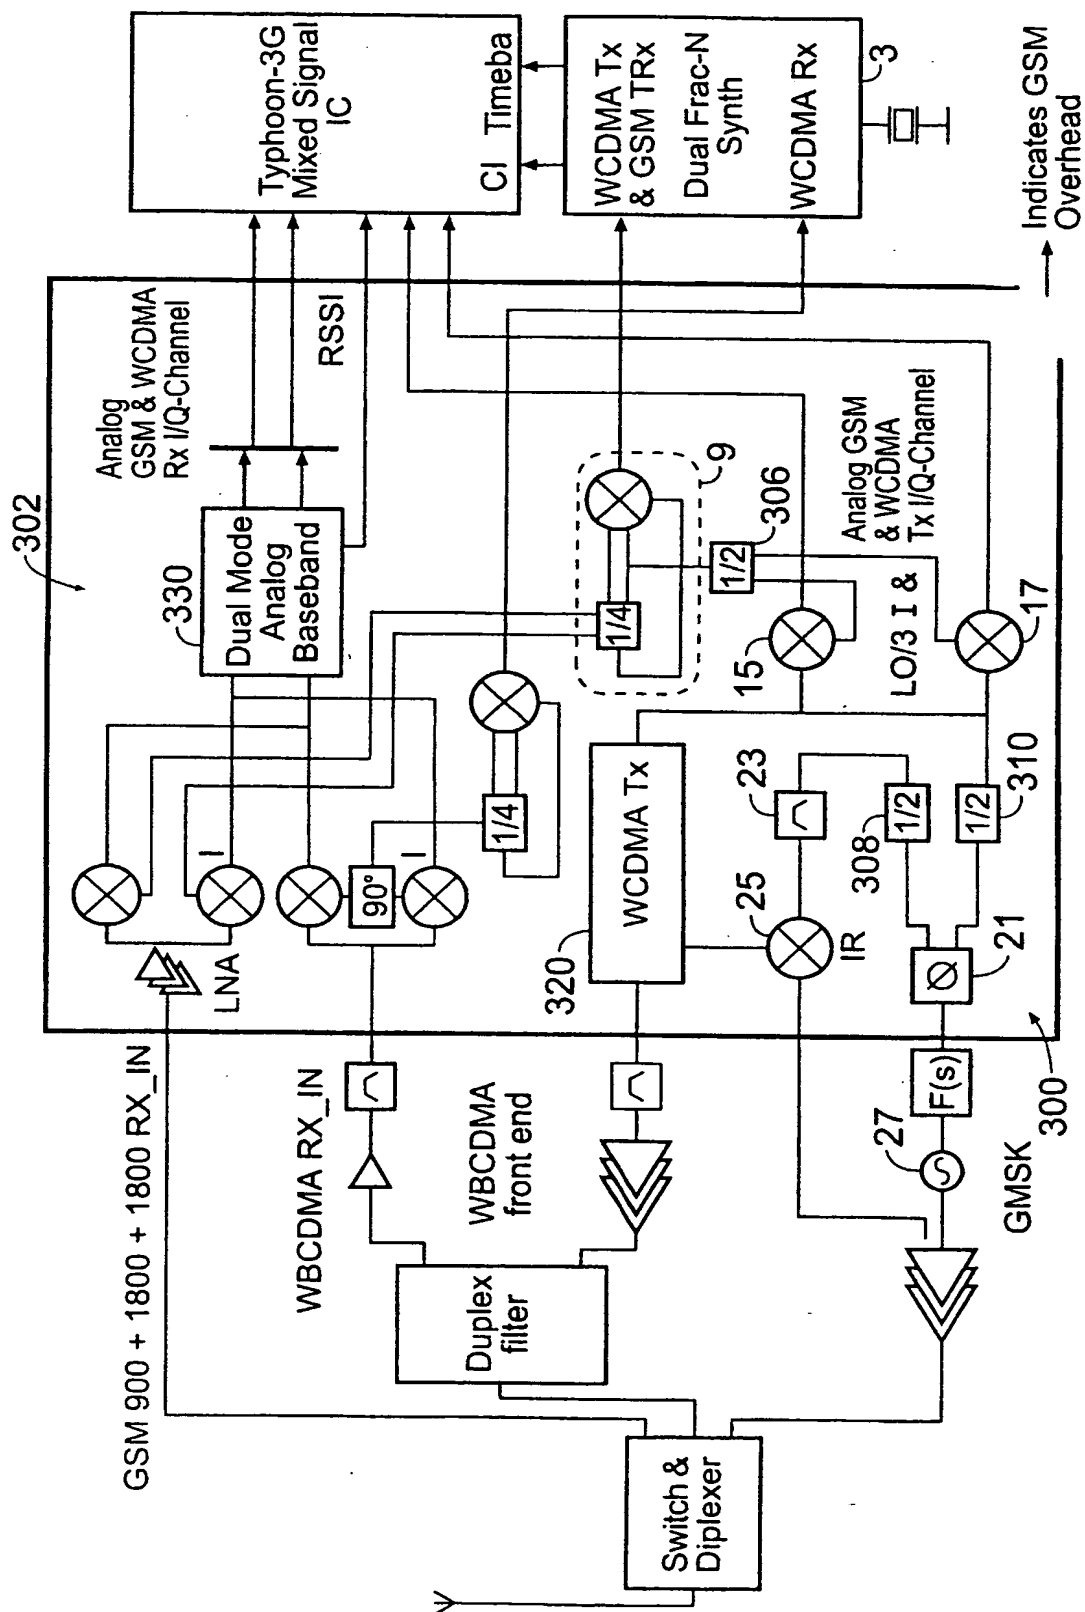 GSM 900 + 1800 + 1800 RX_IN
LNA
I
302
330
Dual Mode
Analog
Baseband
Analog
GSM & WCDMA
Rx I/Q-Channel
RSSI
Typhoon-3G
Mixed Signal
IC
CI
Timeba
WCDMA Tx
& GSM TRx
Dual Frac-N
Synth
WCDMA Rx
3
Indicates GSM
Overhead
WBCDMA RX_IN
90°
I
1/4
1/4
9
1/2
306
WBCDMA
front end
Duplex
filter
Switch &
Diplexer
320
WCDMA Tx
15
LO/3 I &
Analog GSM
& WCDMA
Tx I/Q-Channel
17
25
IR
23
308
1/2
1/2
310
Ø
21
F(s)
27
GMSK
300